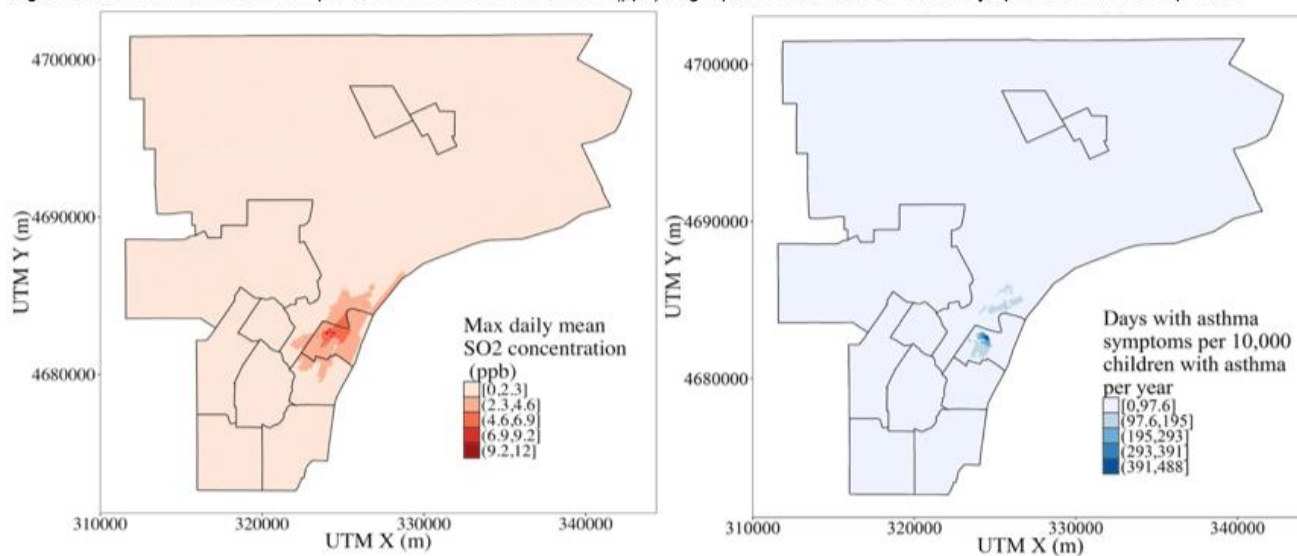 4700000
4690000
4680000
UTM Y (m)
310000 320000 330000 340000
UTM X (m)
Max daily mean
SO2 concentration
(ppb)
[0,2.3]
(2.3,4.6]
(4.6,6.9]
(6.9,9.2]
(9.2,12]
4700000
4690000
4680000
UTM Y (m)
310000 320000 330000 340000
UTM X (m)
Days with asthma
symptoms per 10,000
children with asthma
per year
[0,97.6]
(97.6,195]
(195,293]
(293,391]
(391,488]